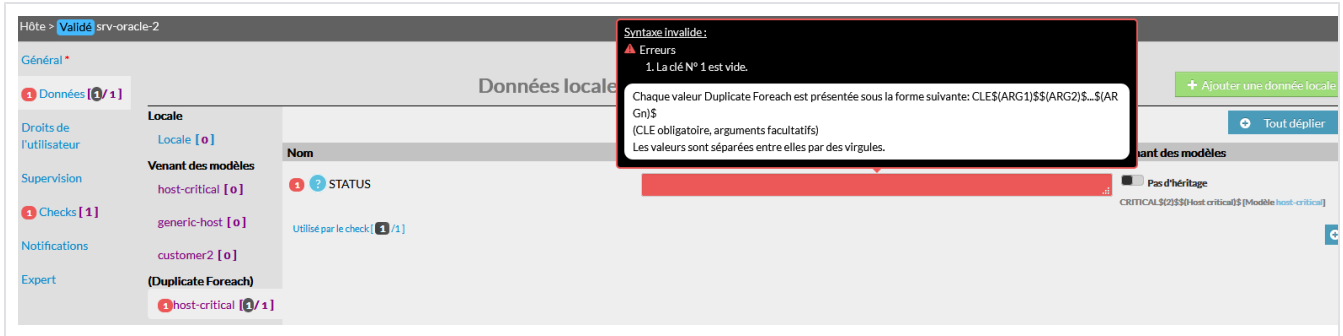 Hôte > Validé srv-oracle-2
Syntaxe invalide :
Erreurs
1. La clé N° 1 est vide.
Chaque valeur Duplicate Foreach est présentée sous la forme suivante: CLE$(ARG1)$$(ARG2)$...$(AR
Gn)$
(CLE obligatoire, arguments facultatifs)
Les valeurs sont séparées entre elles par des virgules.
Général *
1 Données [1/1]
Droits de
l'utilisateur
Supervision
1 Checks [1]
Notifications
Expert
Données locale
+ Ajouter une donnée locale
Tout déplier
Locale
Locale [0]
Venant des modèles
host-critical [0]
generic-host [0]
customer2 [0]
(Duplicate Foreach)
1 host-critical [1/1]
Nom
nant des modèles
1 ? STATUS
Pas d'héritage
CRITICAL$(2)$$(Host critical)$ [Modèle host-critical]
Utilisé par le check [1/1]